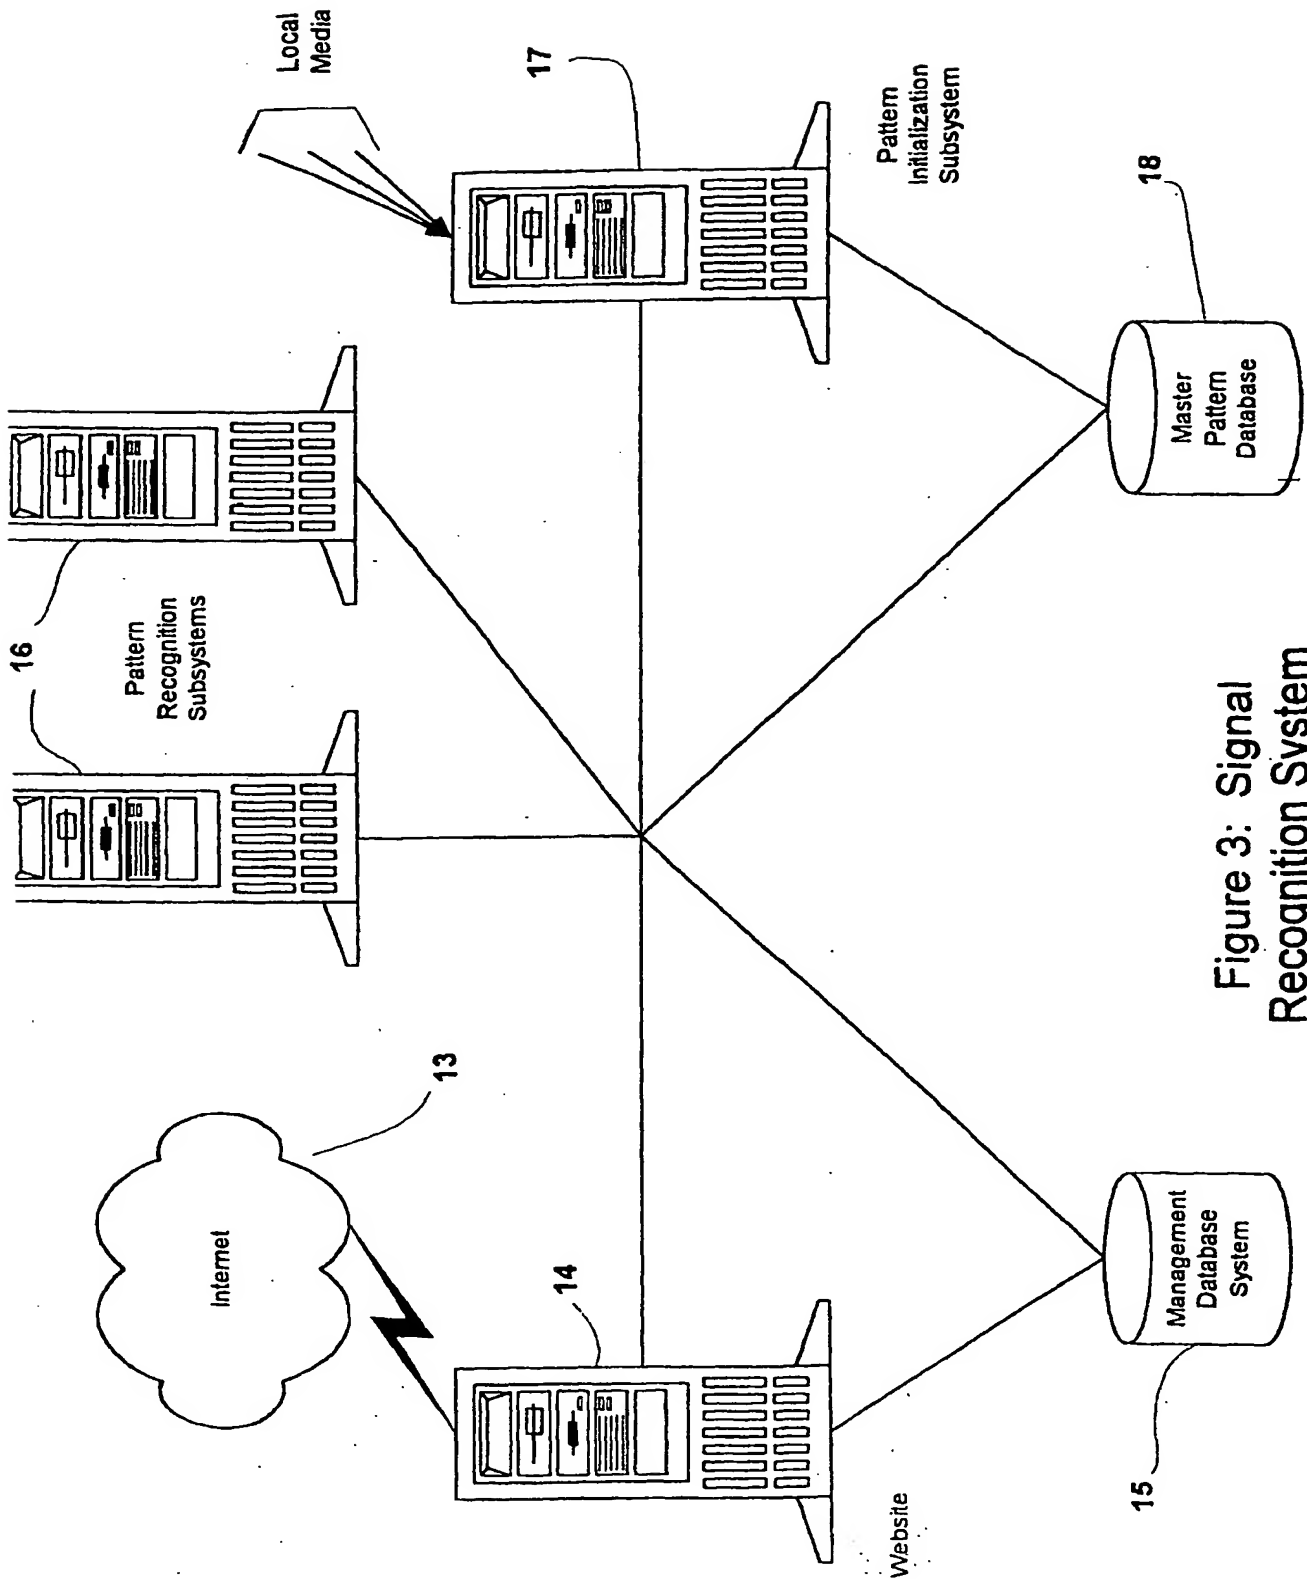 Internet
13
14
Website
Management
Database
System
15
16
Pattern
Recognition
Subsystems
Local
Media
17
Pattern
Initialization
Subsystem
Master
Pattern
Database
18
Figure 3: Signal
Recognition System